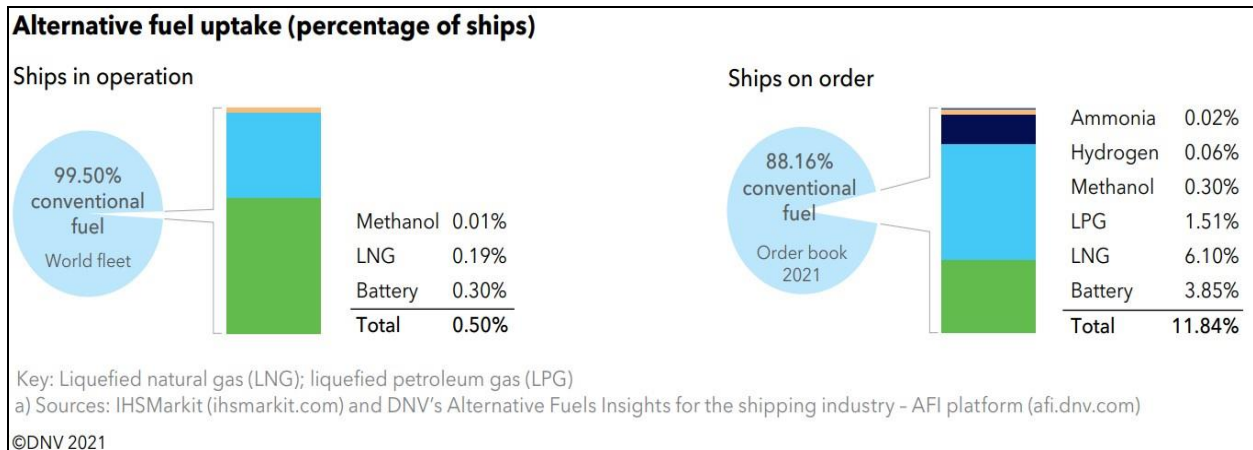 Alternative fuel uptake (percentage of ships)
Ships in operation
99.50%
conventional
fuel
World fleet
Methanol 0.01%
LNG 0.19%
Battery 0.30%
Total 0.50%
Ships on order
88.16%
conventional
fuel
Order book
2021
Ammonia 0.02%
Hydrogen 0.06%
Methanol 0.30%
LPG 1.51%
LNG 6.10%
Battery 3.85%
Total 11.84%
Key: Liquefied natural gas (LNG); liquefied petroleum gas (LPG)
a) Sources: IHSMarkit (ihsmarkit.com) and DNV's Alternative Fuels Insights for the shipping industry – AFI platform (afi.dnv.com)
©DNV 2021